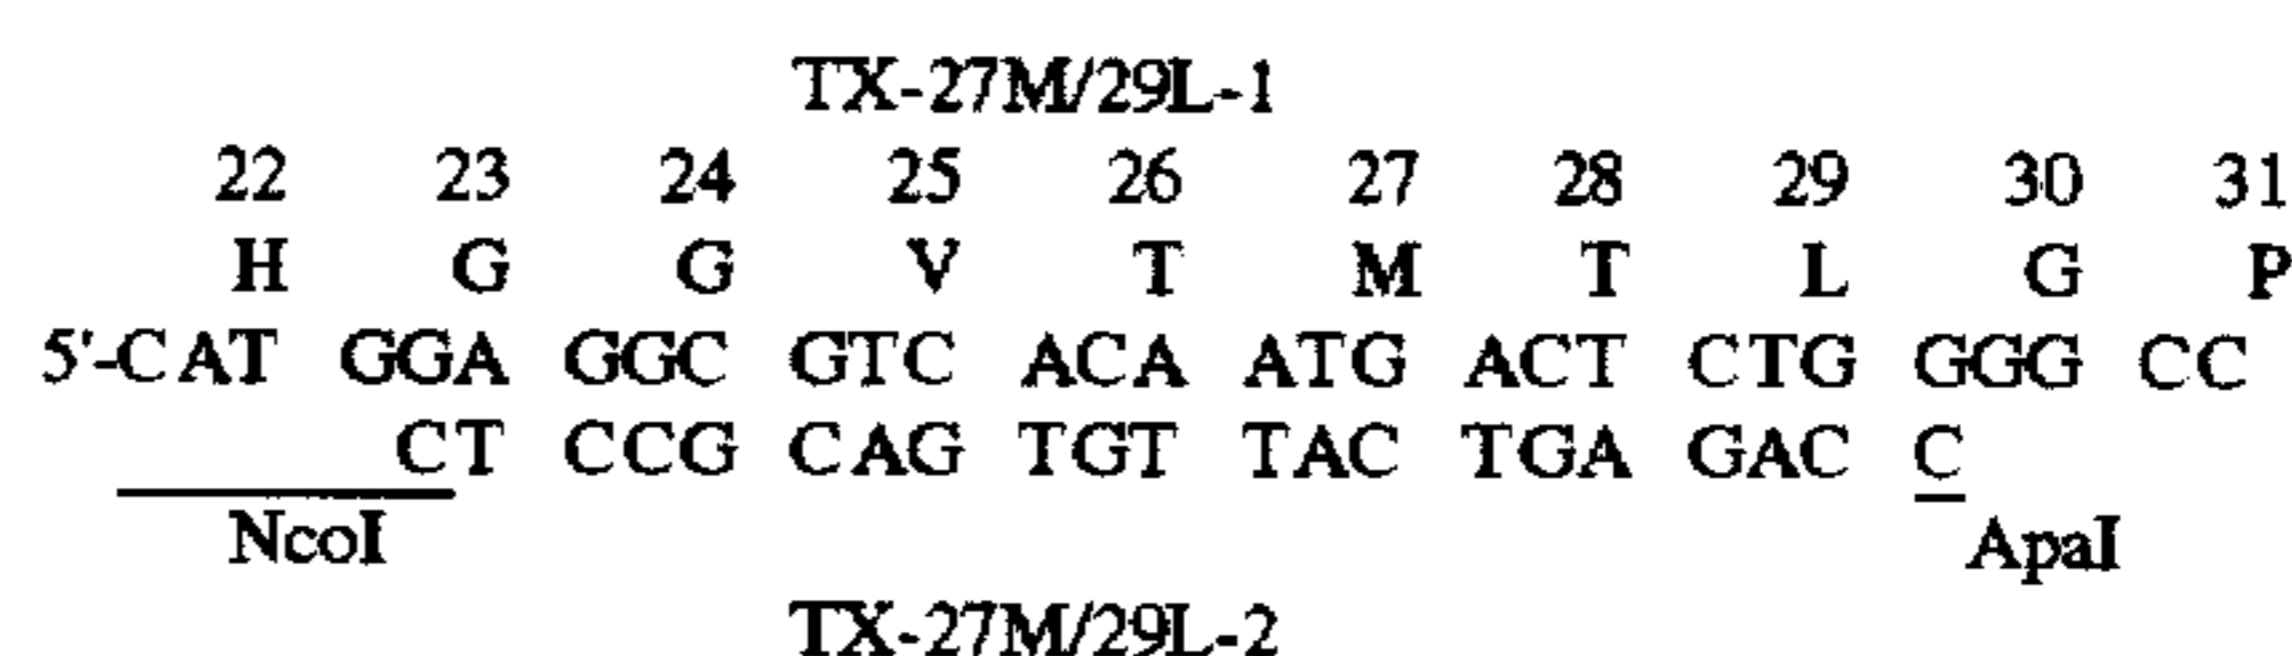 TX-27M/29L-1
22 23 24 25 26 27 28 29 30 31
H G G V T M T L G P
5'-CAT GGA GGC GTC ACA ATG ACT CTG GGG CC
CT CCG CAG TGT TAC TGA GAC C
NcoI ApaI
TX-27M/29L-2